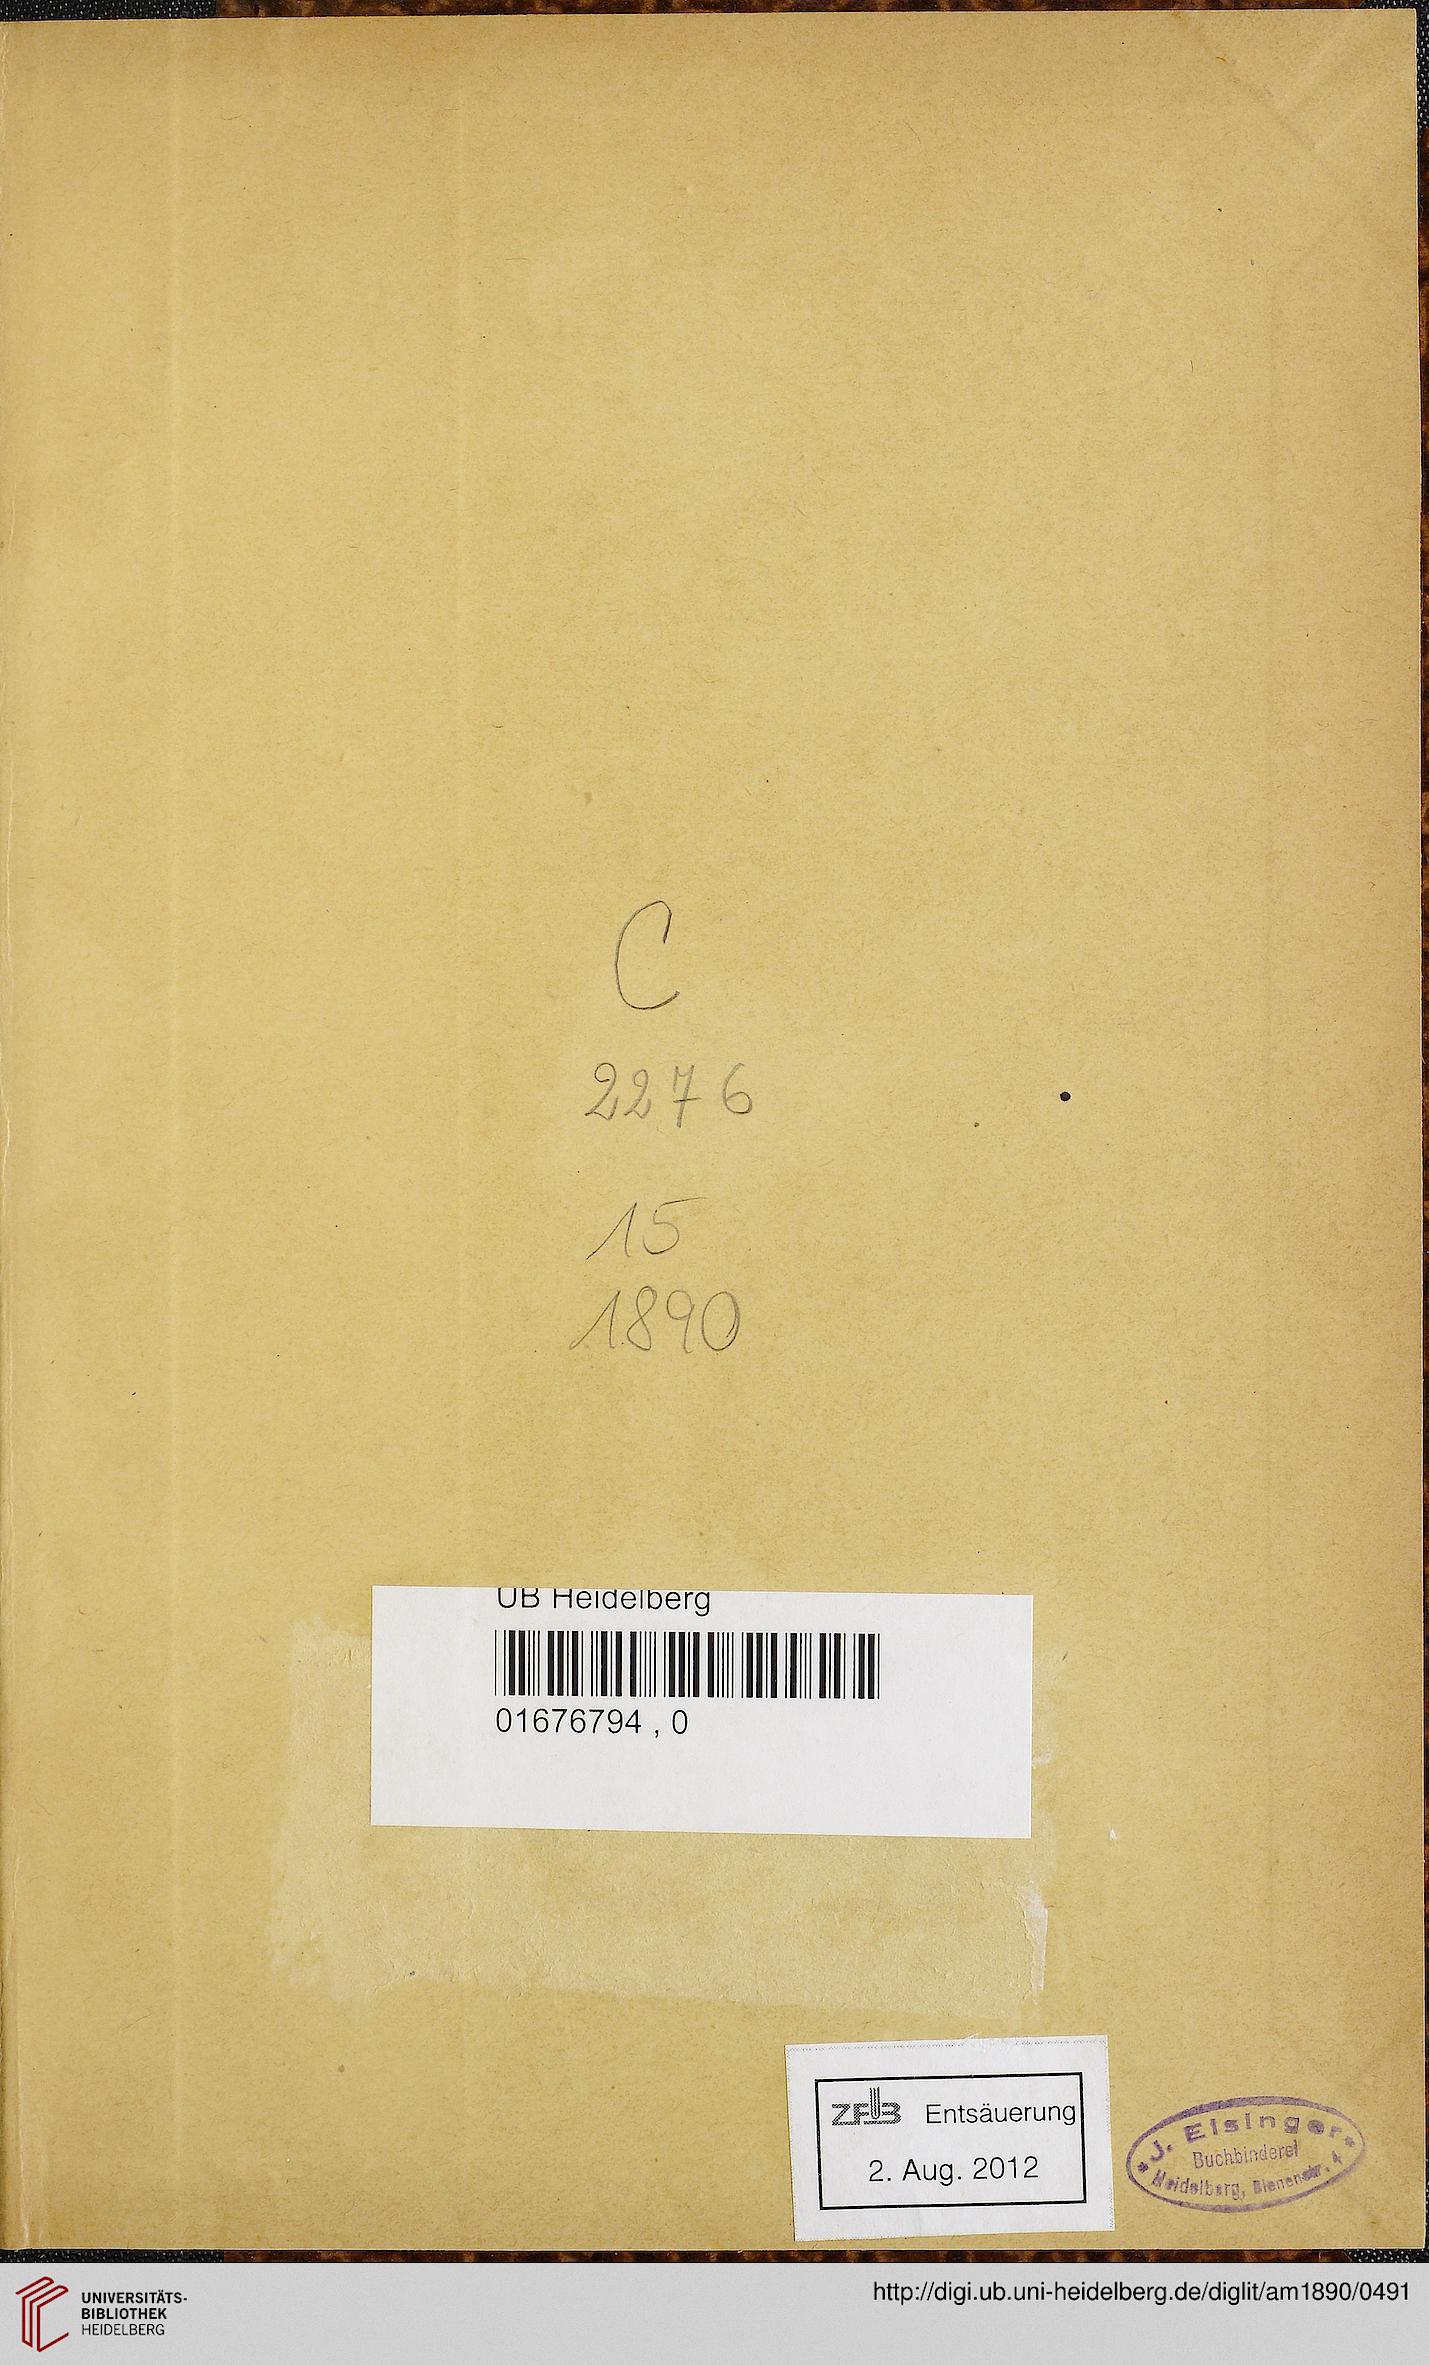 C
2276
15
1890
UB Heidelberg
01676794 , 0
ZFB Entsäuerung
2. Aug. 2012
* J. Elsinger *
Buchbinderei
Heidelberg, Bienenstr. 4
UNIVERSITÄTS-
BIBLIOTHEK
HEIDELBERG
http://digi.ub.uni-heidelberg.de/diglit/am1890/0491